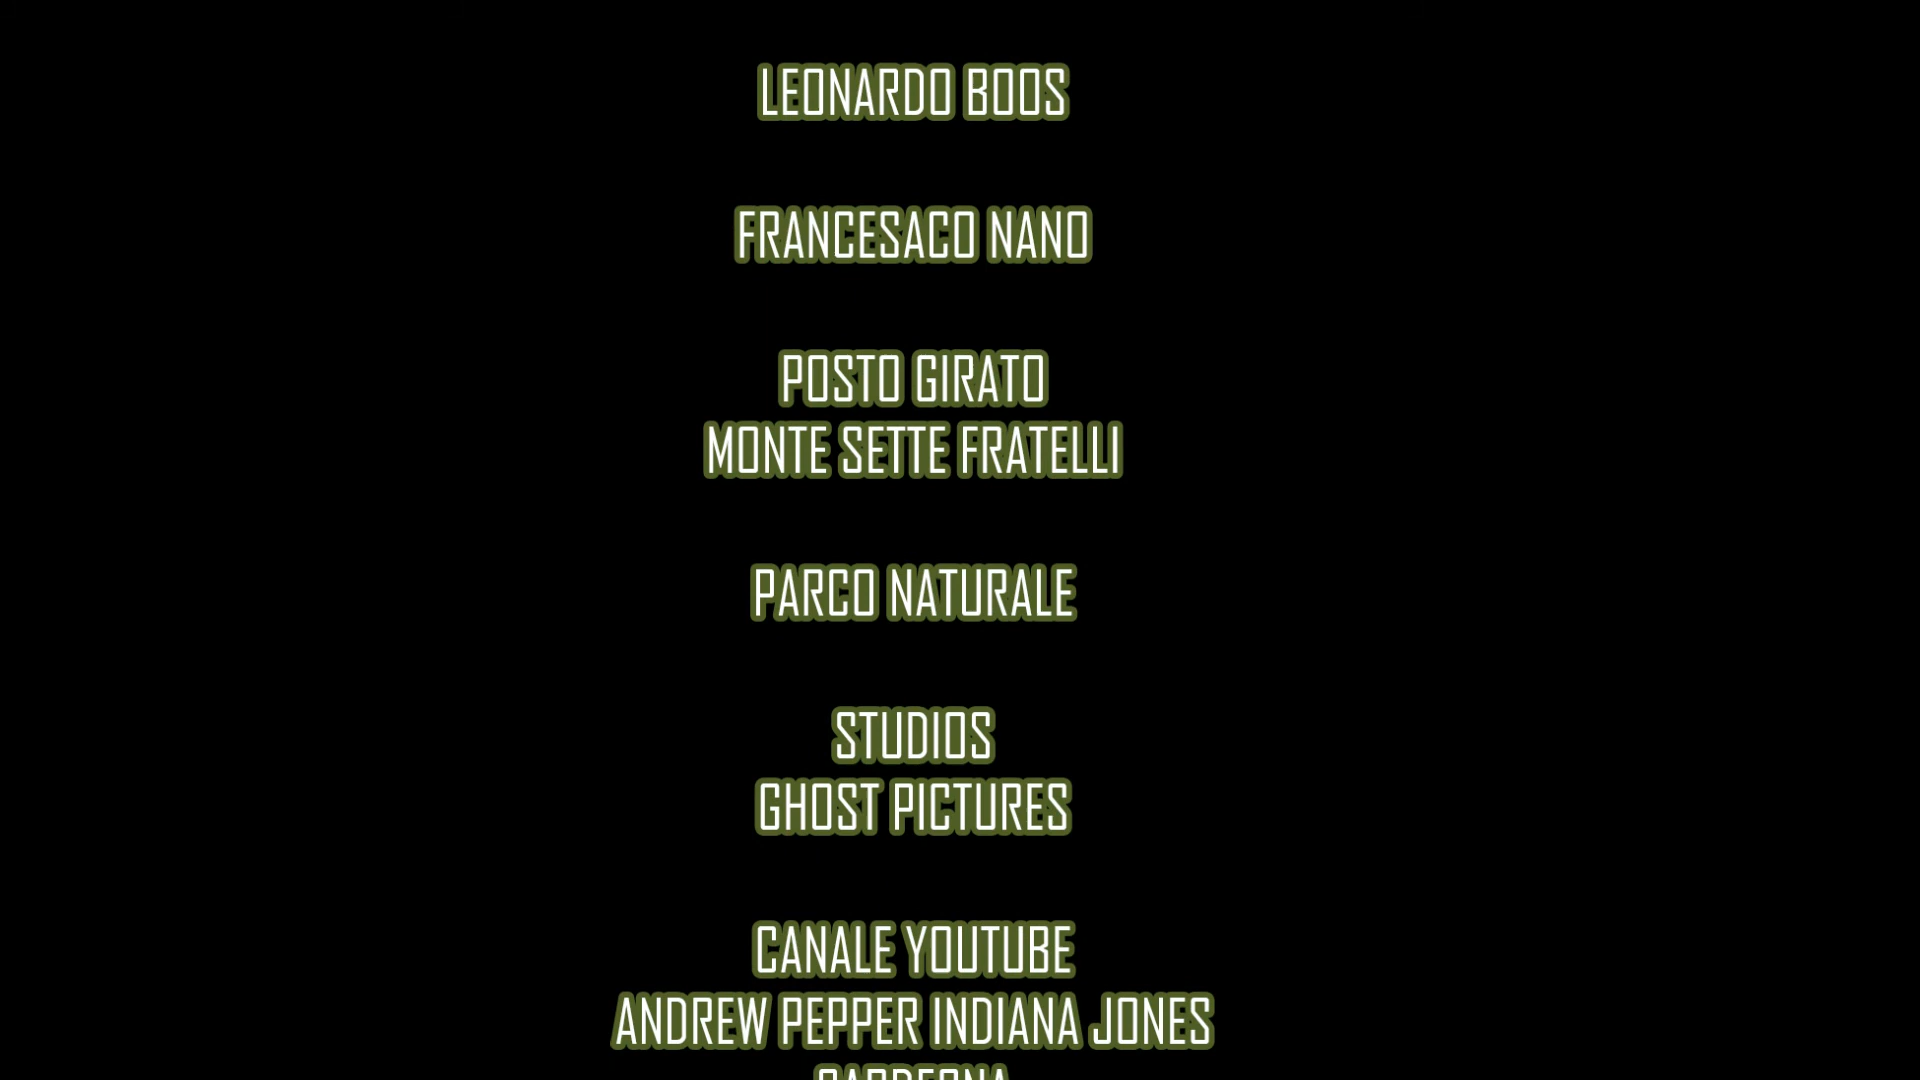 LEONARDO BOOS
FRANCESACO NANO
POSTO GIRATO
MONTE SETTE FRATELLI
PARCO NATURALE
STUDIOS
GHOST PICTURES
CANALE YOUTUBE
ANDREW PEPPER INDIANA JONES